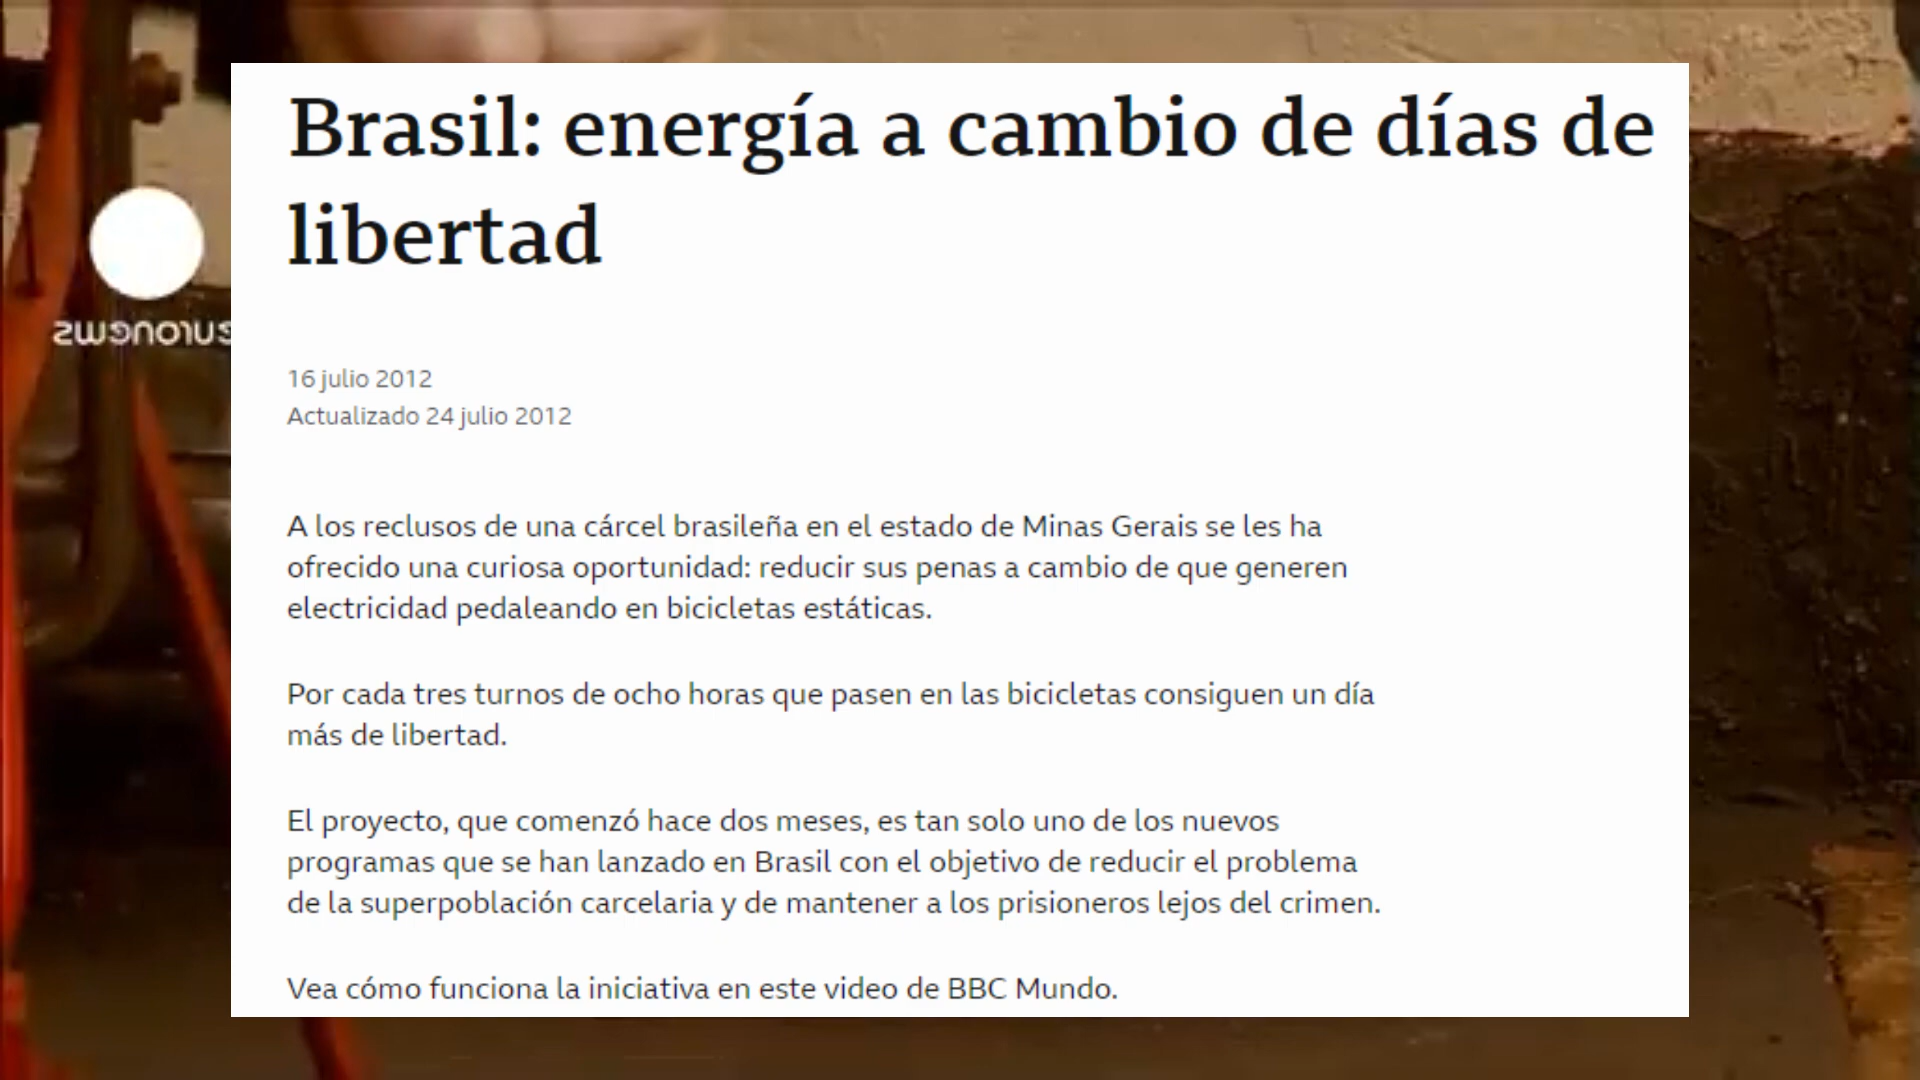 Brasil: energía a cambio de días de
libertad
euronews
16 julio 2012
Actualizado 24 julio 2012
A los reclusos de una cárcel brasileña en el estado de Minas Gerais se les ha
ofrecido una curiosa oportunidad: reducir sus penas a cambio de que generen
electricidad pedaleando en bicicletas estáticas.
Por cada tres turnos de ocho horas que pasen en las bicicletas consiguen un día
más de libertad.
El proyecto, que comenzó hace dos meses, es tan solo uno de los nuevos
programas que se han lanzado en Brasil con el objetivo de reducir el problema
de la superpoblación carcelaria y de mantener a los prisioneros lejos del crimen.
Vea cómo funciona la iniciativa en este video de BBC Mundo.